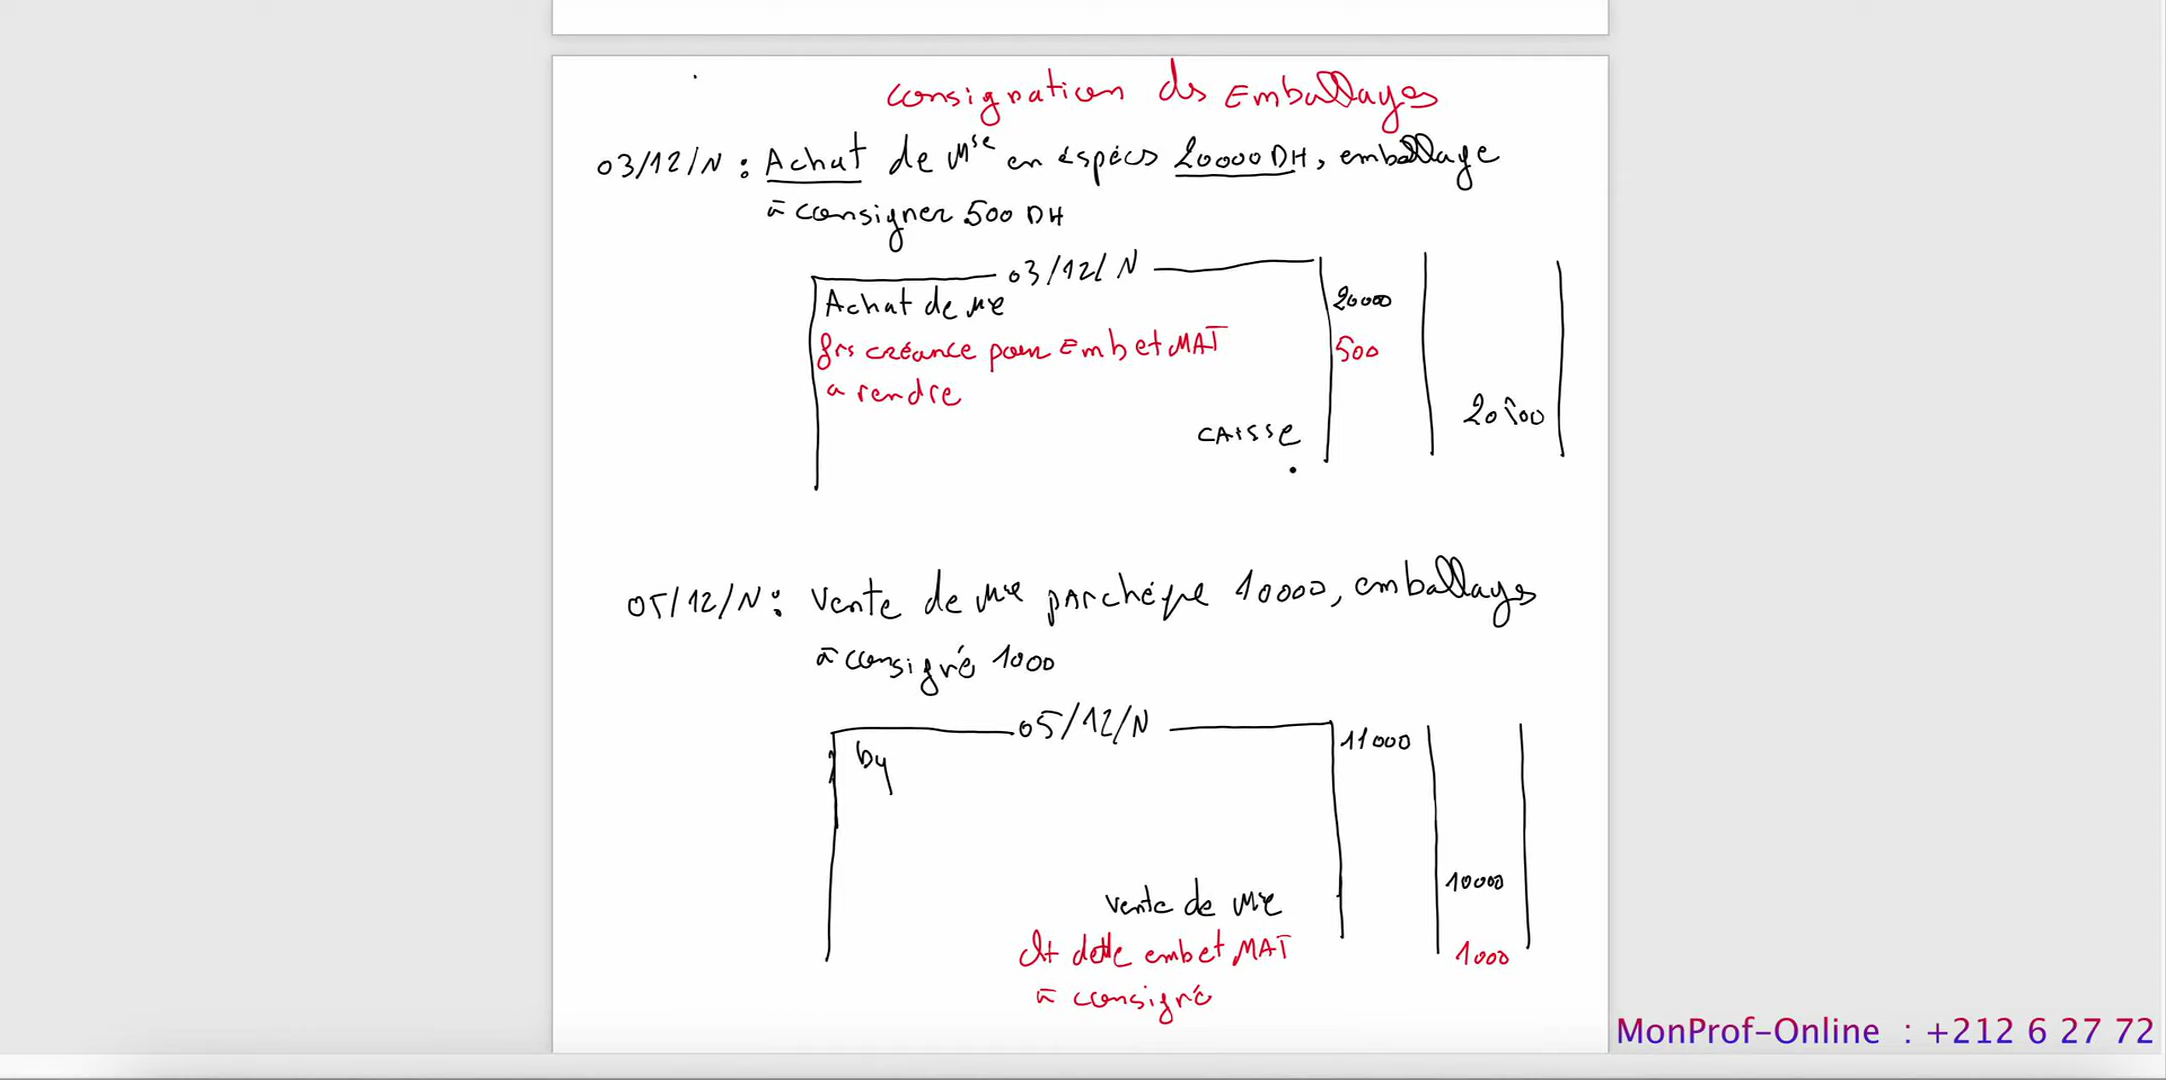 Consignation des Emballages
03/12/N : Achat de Mse en éspécs 20000 DH, emballage
à consigner 500 DH
03/12/N
Achat de Mse 20000
frs créance pour Emb et MAT 500
a rendre
20500
CAISSE
05/12/N : Vente de Mse par chéque 10000, emballages
à consigné 1000
05/12/N
bq 11000
10000
vente de Mse
clt dette emb et MAT 1000
à consigné
MonProf-Online : +212 6 27 72